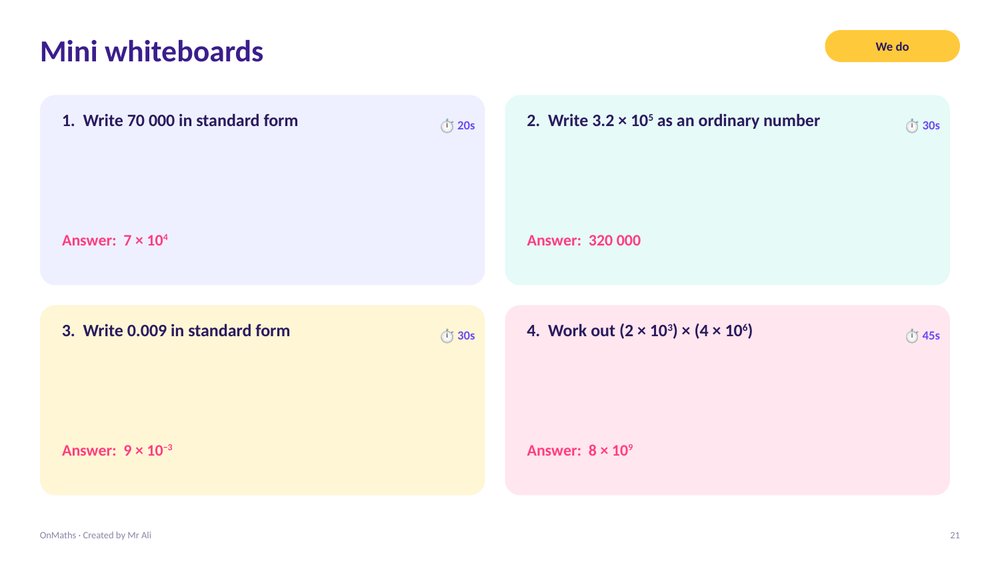 Mini whiteboards
We do
1. Write 70 000 in standard form
⏱ 20s
Answer: 7 × 10⁴
2. Write 3.2 × 10⁵ as an ordinary number
⏱ 30s
Answer: 320 000
3. Write 0.009 in standard form
⏱ 30s
Answer: 9 × 10⁻³
4. Work out (2 × 10³) × (4 × 10⁶)
⏱ 45s
Answer: 8 × 10⁹
OnMaths · Created by Mr Ali
21